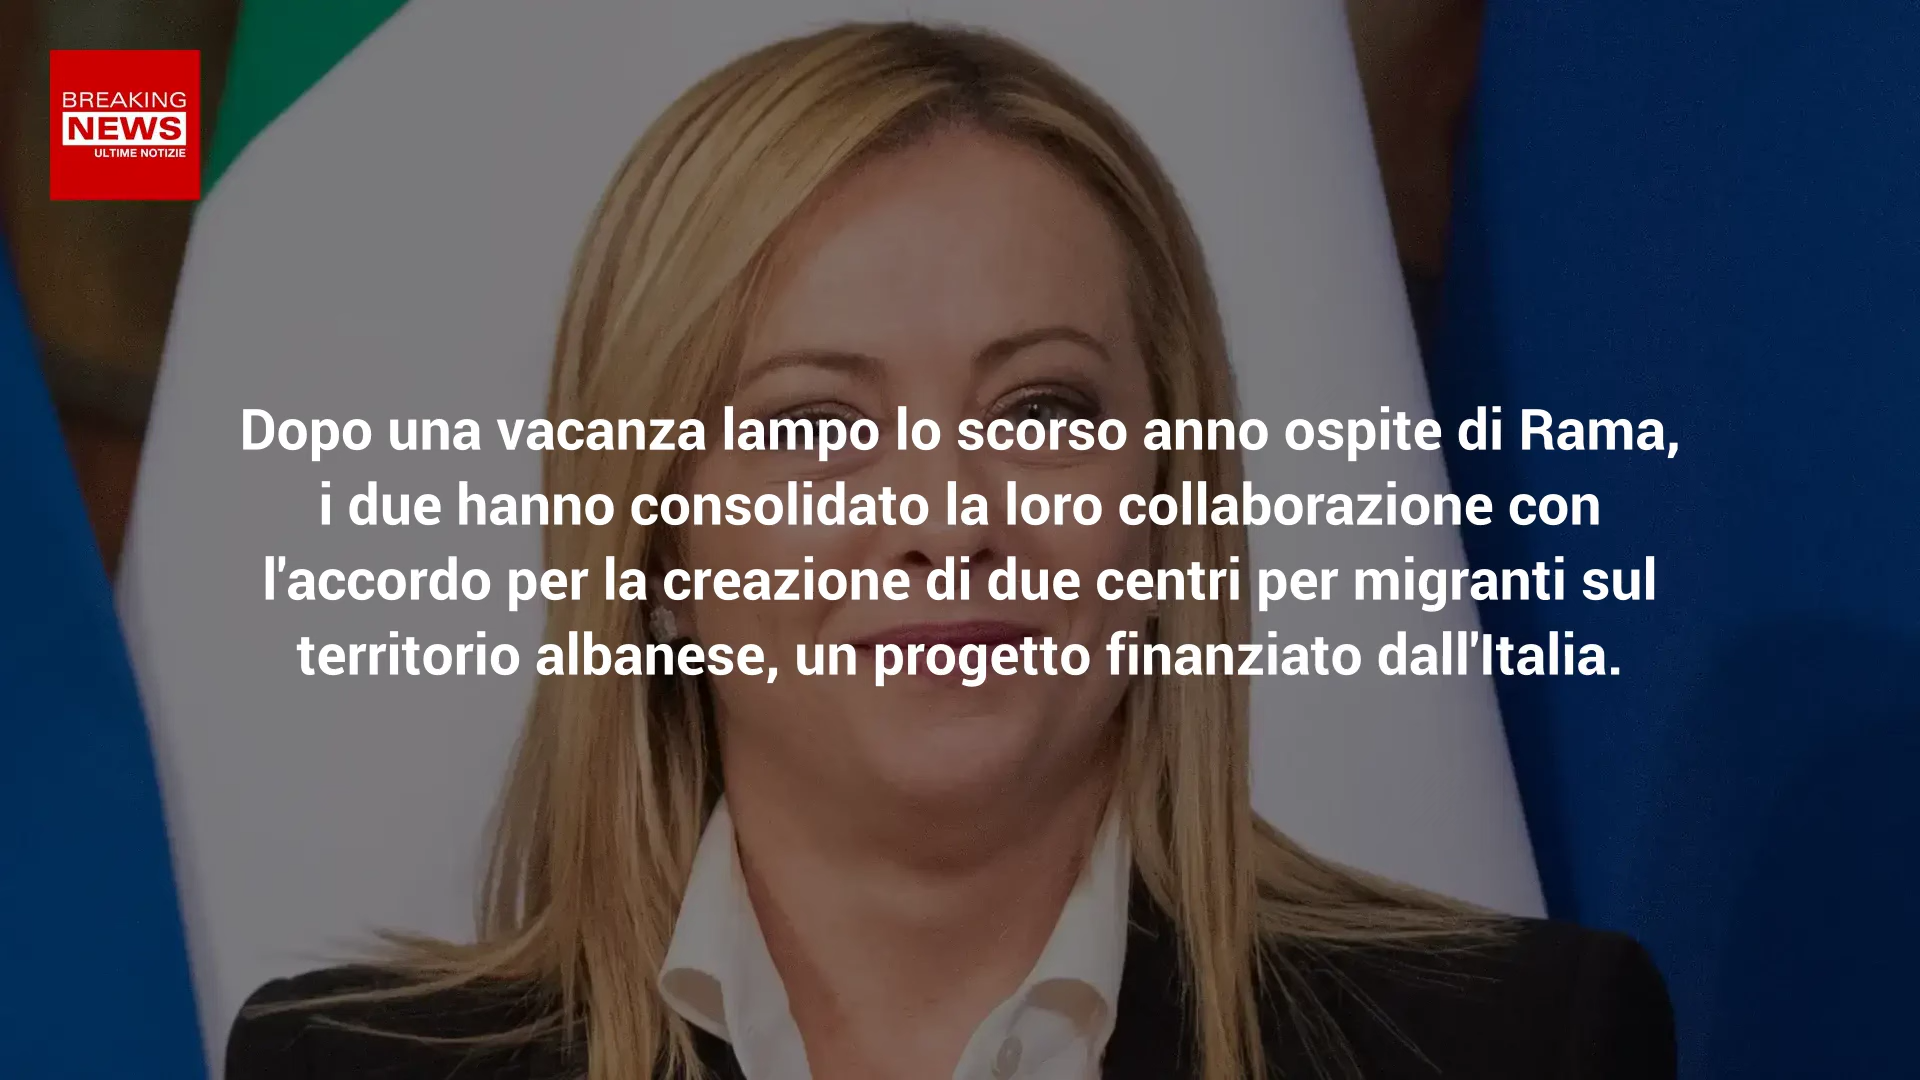 BREAKING
NEWS
ULTIME NOTIZIE
Dopo una vacanza lampo lo scorso anno ospite di Rama,
i due hanno consolidato la loro collaborazione con
l'accordo per la creazione di due centri per migranti sul
territorio albanese, un progetto finanziato dall'Italia.